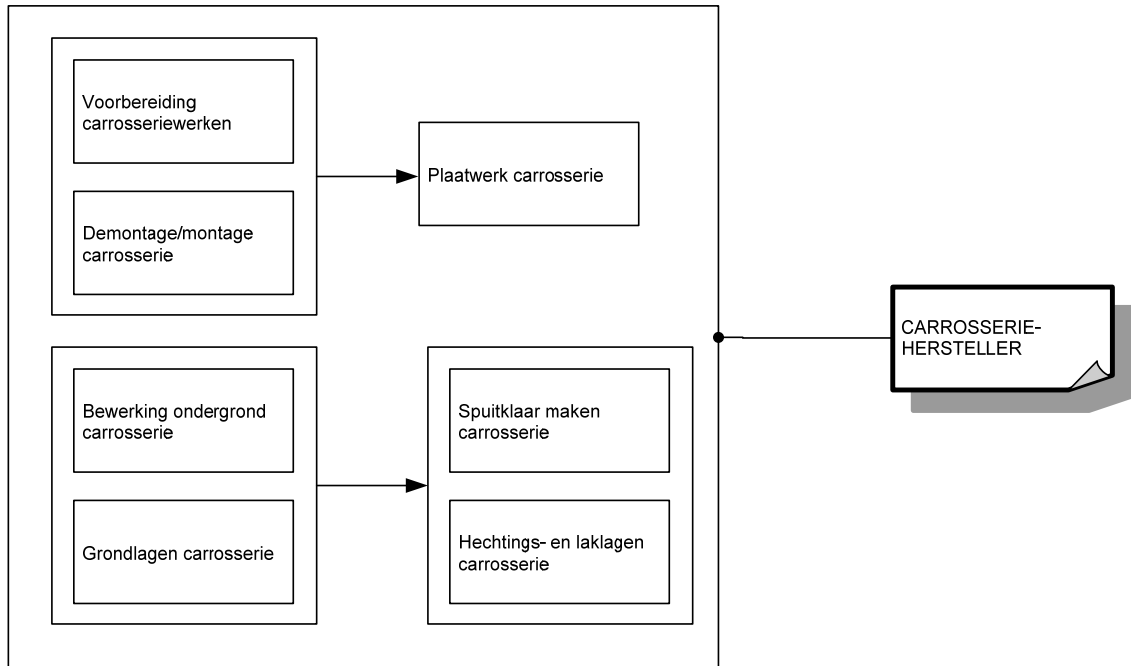 Voorbereiding
carrosseriewerken
Plaatwerk carrosserie
Demontage/montage
carrosserie
CARROSSERIE-
HERSTELLER
Bewerking ondergrond
carrosserie
Spuitklaar maken
carrosserie
Grondlagen carrosserie
Hechtings- en laklagen
carrosserie